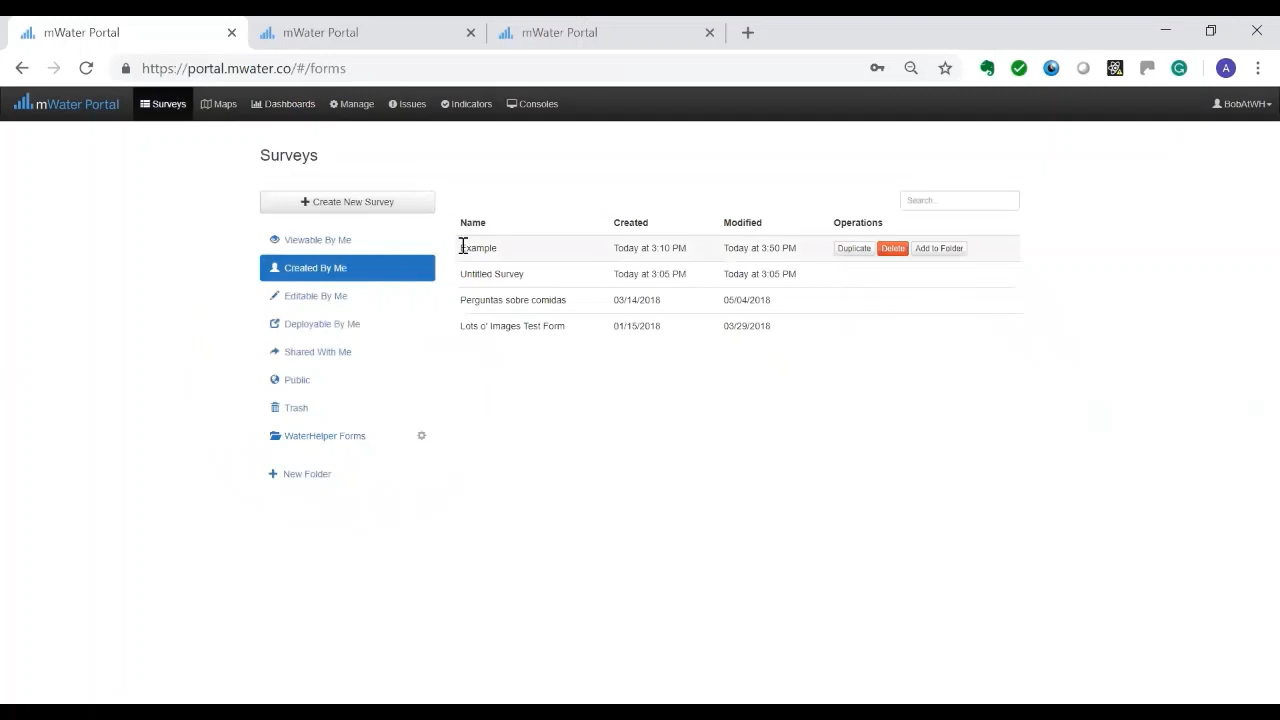 mWater Portal mWater Portal mWater Portal
https://portal.mwater.co/#/forms A
mWater Portal Surveys Maps Dashboards Manage Issues Indicators Consoles BobAtWH
Surveys
Create New Survey
Search...
Name Created Modified Operations
Viewable By Me
Example Today at 3:10 PM Today at 3:50 PM Duplicate Delete Add to Folder
Created By Me
Untitled Survey Today at 3:05 PM Today at 3:05 PM
Editable By Me
Perguntas sobre comidas 03/14/2018 05/04/2018
Deployable By Me
Lots o' Images Test Form 01/15/2018 03/29/2018
Shared With Me
Public
Trash
WaterHelper Forms
New Folder